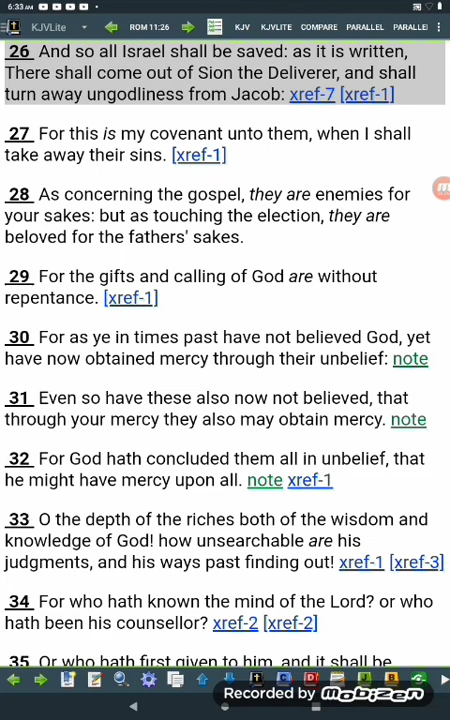 6:33 AM
KJVLite ROM 11:26 KJV KJVLITE COMPARE PARALLEL PARALLE
26 And so all Israel shall be saved: as it is written,
There shall come out of Sion the Deliverer, and shall
turn away ungodliness from Jacob: xref-7 [xref-1]
27 For this is my covenant unto them, when I shall
take away their sins. [xref-1]
28 As concerning the gospel, they are enemies for
your sakes: but as touching the election, they are
beloved for the fathers' sakes.
29 For the gifts and calling of God are without
repentance. [xref-1]
30 For as ye in times past have not believed God, yet
have now obtained mercy through their unbelief: note
31 Even so have these also now not believed, that
through your mercy they also may obtain mercy. note
32 For God hath concluded them all in unbelief, that
he might have mercy upon all. note xref-1
33 O the depth of the riches both of the wisdom and
knowledge of God! how unsearchable are his
judgments, and his ways past finding out! xref-1 [xref-3]
34 For who hath known the mind of the Lord? or who
hath been his counsellor? xref-2 [xref-2]
35 Or who hath first given to him, and it shall be
Recorded by Mobizen